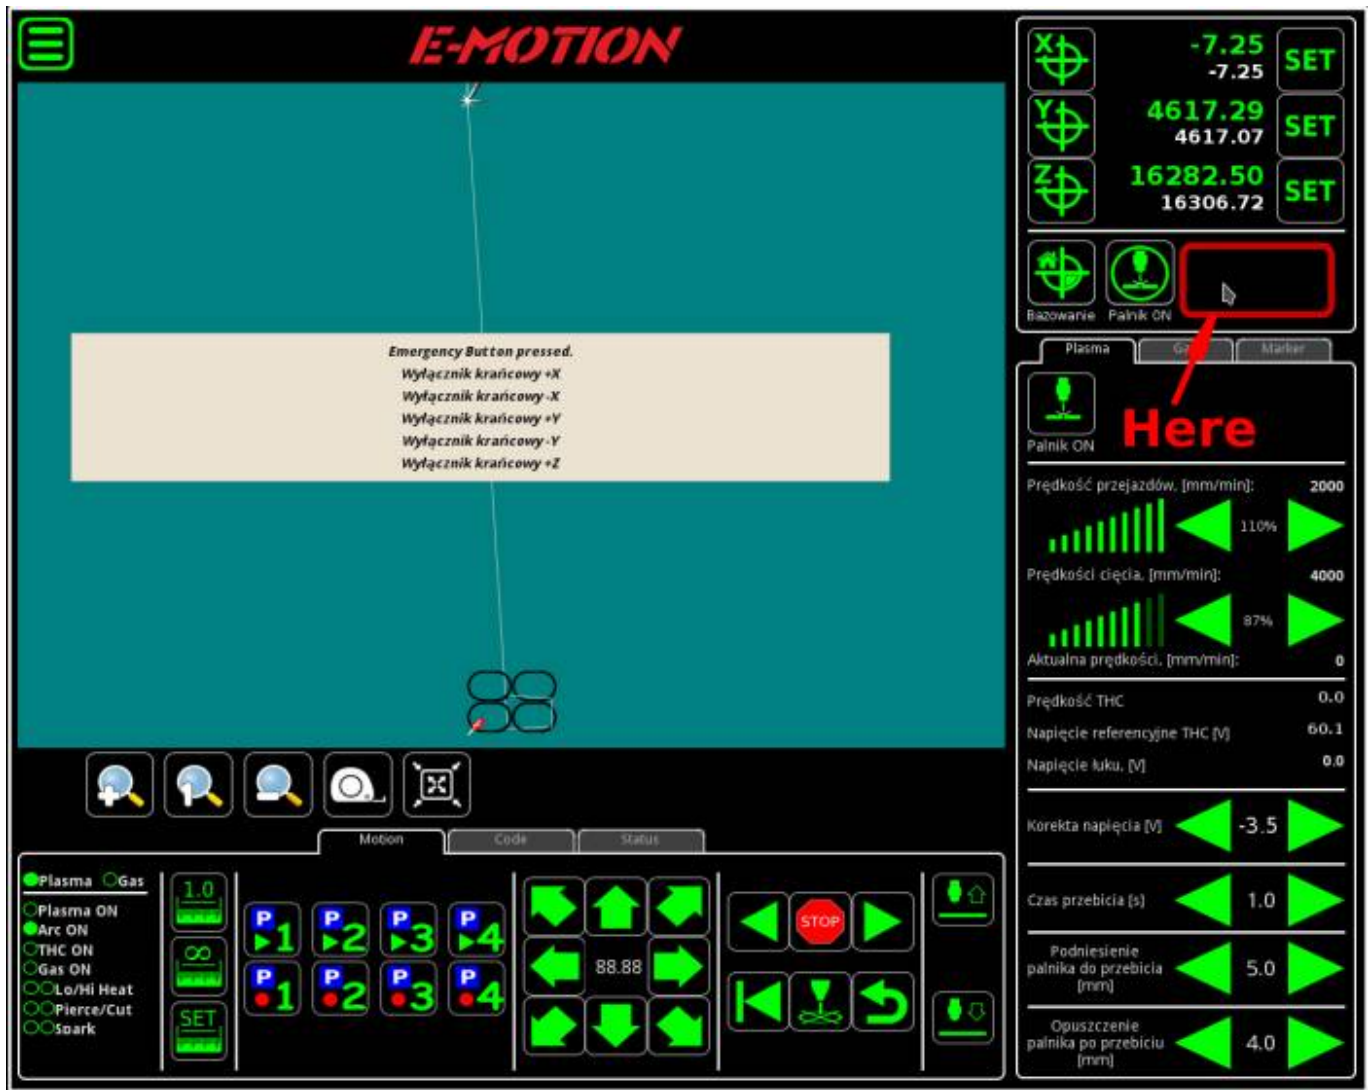 E-MOTION
X
-7.25
-7.25
SET
Y
4617.29
4617.07
SET
Z
16282.50
16306.72
SET
Bazowanie Palnik ON
Plasma Marker
Here
Palnik ON
Emergency Button pressed.
Wyłącznik krańcowy +X
Wyłącznik krańcowy -X
Wyłącznik krańcowy +Y
Wyłącznik krańcowy -Y
Wyłącznik krańcowy +Z
Prędkość przejazdów, [mm/min]: 2000
110%
Prędkości cięcia, [mm/min]: 4000
87%
Aktualna prędkości, [mm/min]: 0
Prędkość THC 0.0
Napięcie referencyjne THC [V] 60.1
Napięcie łuku, [V] 0.0
Korekta napięcia [V] -3.5
Czas przebicia [s] 1.0
Podniesienie
palnika do przebicia
[mm]
5.0
Opuszczenie
palnika po przebiciu
[mm]
4.0
1
Motion Code Status
Plasma Gas
Plasma ON
Arc ON
THC ON
Gas ON
Lo/Hi Heat
Pierce/Cut
Spark
1.0
∞
SET
P 1 P 2 P 3 P 4
P 1 P 2 P 3 P 4
88.88
STOP